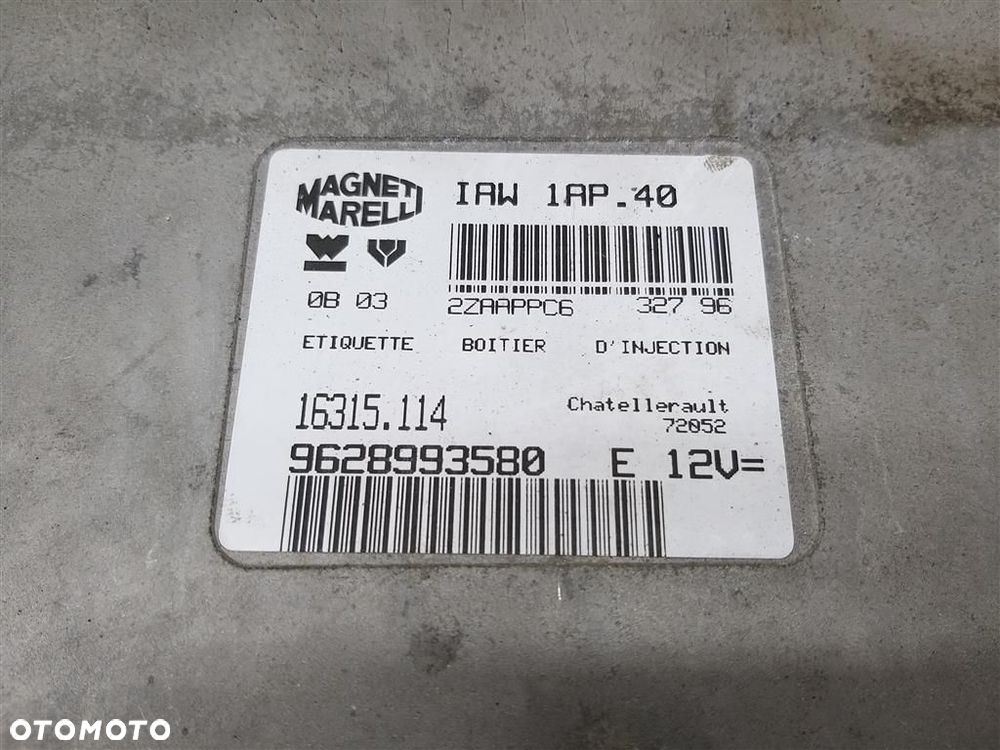 MAGNETI
MARELLI
IAW 1AP.40
0B 03
2ZAAPPC6 327 96
ETIQUETTE BOITIER D'INJECTION
16315.114
Chatellerault
72052
9628993580 E 12V=
OTOMOTO